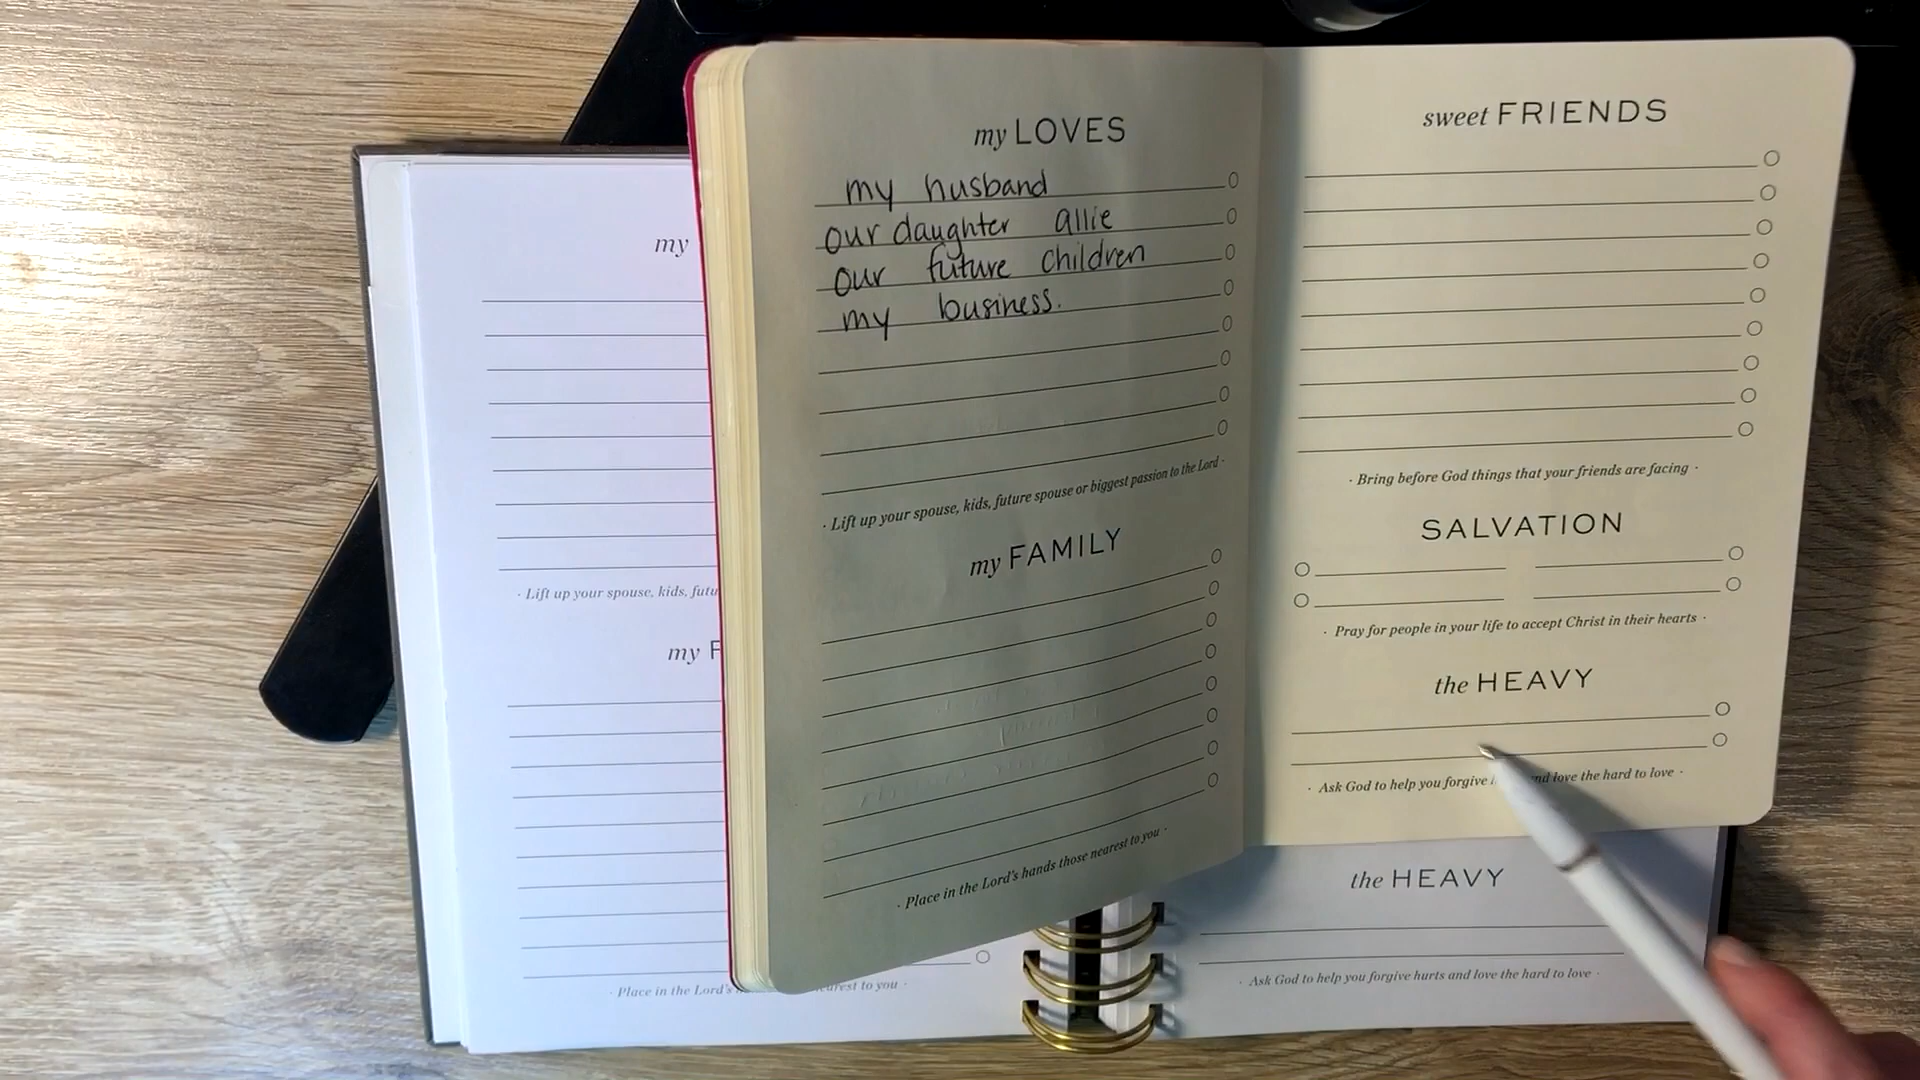 my LOVES
my husband
our daughter allie
our future children
my business.
· Lift up your spouse, kids, future spouse or biggest passion to the Lord ·
my FAMILY
· Place in the Lord's hands those nearest to you ·
sweet FRIENDS
· Bring before God things that your friends are facing ·
SALVATION
· Pray for people in your life to accept Christ in their hearts ·
the HEAVY
· Ask God to help you forgive and love the hard to love ·
my
· Lift up your spouse, kids, futu
my F
· Place in the Lord's nearest to you ·
the HEAVY
· Ask God to help you forgive hurts and love the hard to love ·